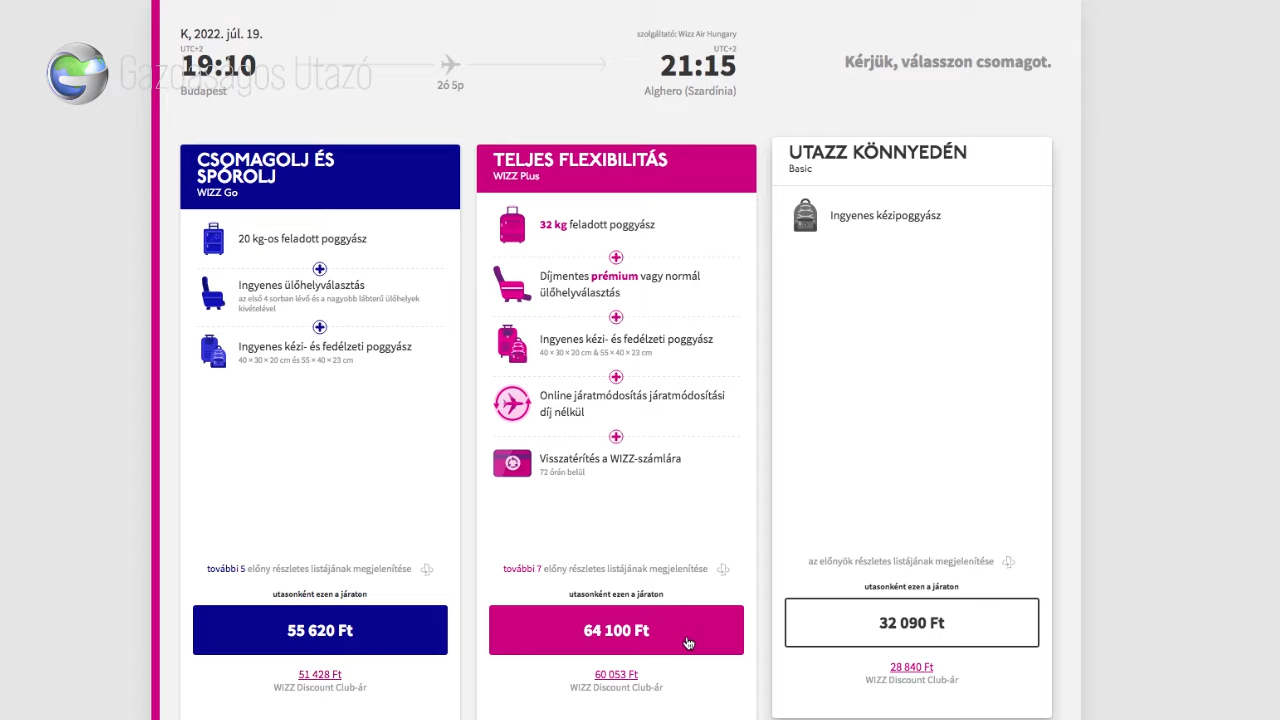 K, 2022. júl. 19.
UTC+2
19:10
Budapest
2ó 5p
szolgáltató: Wizz Air Hungary
UTC+2
21:15
Alghero (Szardínia)
Kérjük, válasszon csomagot.
Gazdaságos Utazó
CSOMAGOLJ ÉS
SPÓROLJ
WIZZ Go
20 kg-os feladott poggyász
Ingyenes ülőhelyválasztás
az első 4 sorban lévő és a nagyobb lábterű ülőhelyek
kivételével
Ingyenes kézi- és fedélzeti poggyász
40 × 30 × 20 cm és 55 × 40 × 23 cm
további 5 előny részletes listájának megjelenítése
utasonként ezen a járaton
55 620 Ft
51 428 Ft
WIZZ Discount Club-ár
TELJES FLEXIBILITÁS
WIZZ Plus
32 kg feladott poggyász
Díjmentes prémium vagy normál
ülőhelyválasztás
Ingyenes kézi- és fedélzeti poggyász
40 × 30 × 20 cm & 55 × 40 × 23 cm
Online járatmódosítás járatmódosítási
díj nélkül
Visszatérítés a WIZZ-számlára
72 órán belül
további 7 előny részletes listájának megjelenítése
utasonként ezen a járaton
64 100 Ft
60 053 Ft
WIZZ Discount Club-ár
UTAZZ KÖNNYEDÉN
Basic
Ingyenes kézipoggyász
az előnyök részletes listájának megjelenítése
utasonként ezen a járaton
32 090 Ft
28 840 Ft
WIZZ Discount Club-ár